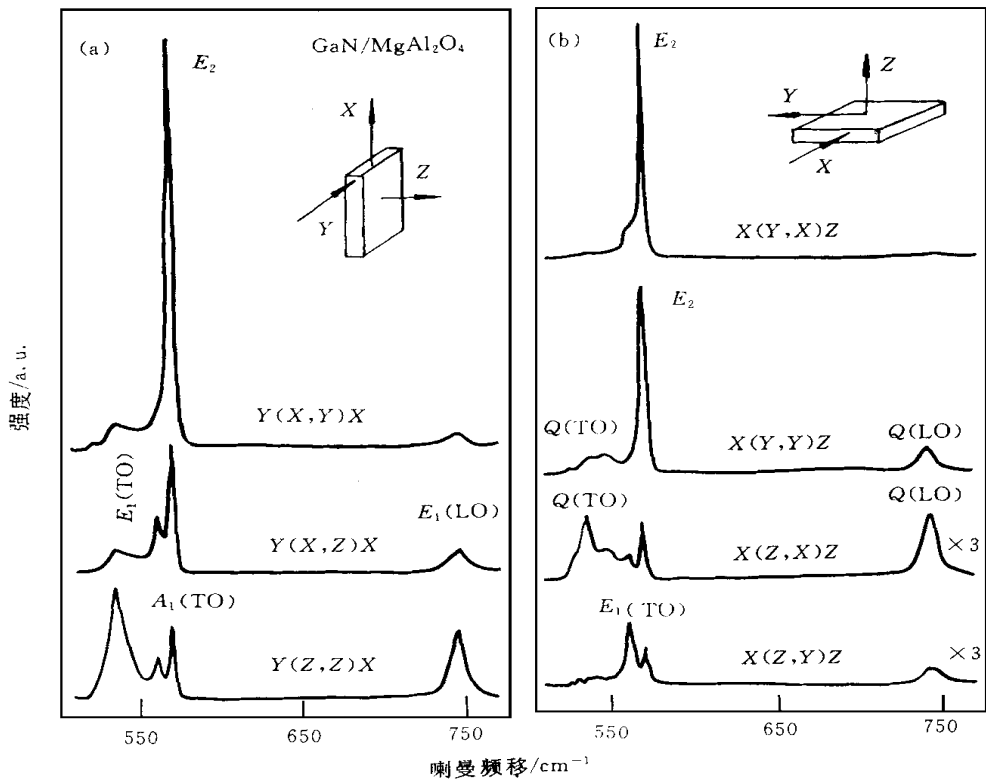 (a)
GaN/MgAl₂O₄
E₂
X
Z
Y
Y(X,Y)X
E₁(TO)
E₁(LO)
Y(X,Z)X
A₁(TO)
Y(Z,Z)X
550
650
750
(b)
E₂
Z
Y
X
X(Y,X)Z
E₂
Q(TO)
X(Y,Y)Z
Q(LO)
Q(TO)
Q(LO)
X(Z,X)Z
×3
E₁(TO)
X(Z,Y)Z
×3
550
650
750
强度/a.u.
喇曼频移/cm⁻¹